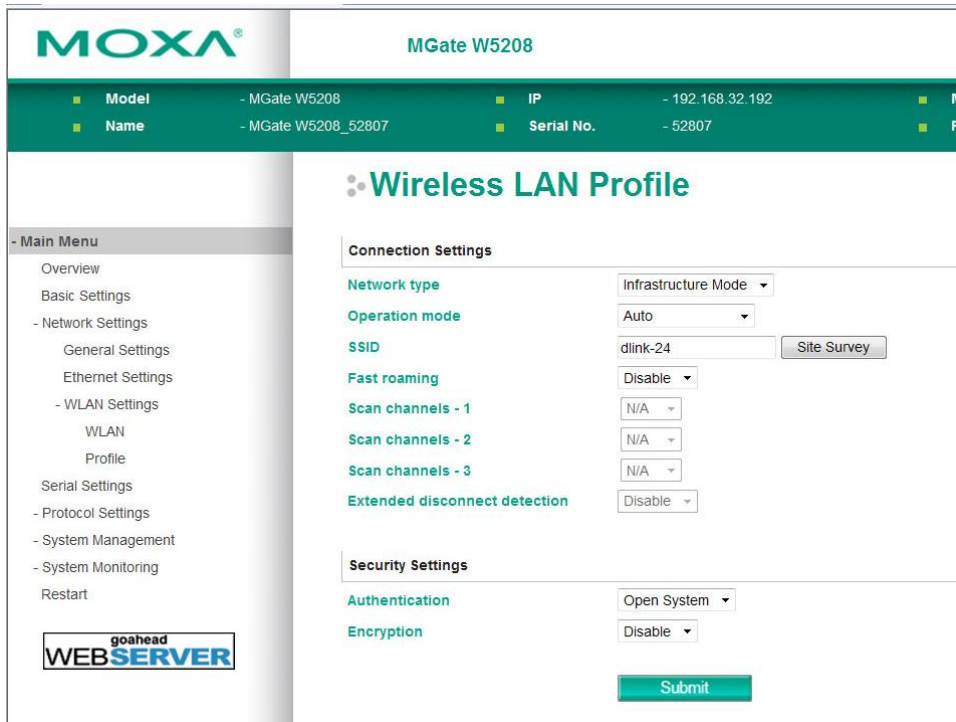 MOXA®
MGate W5208
Model - MGate W5208 IP - 192.168.32.192
Name - MGate W5208_52807 Serial No. - 52807
Wireless LAN Profile
- Main Menu
Overview
Basic Settings
- Network Settings
General Settings
Ethernet Settings
- WLAN Settings
WLAN
Profile
Serial Settings
- Protocol Settings
- System Management
- System Monitoring
Restart
goahead
WEBSERVER
Connection Settings
Network type Infrastructure Mode
Operation mode Auto
SSID dlink-24 Site Survey
Fast roaming Disable
Scan channels - 1 N/A
Scan channels - 2 N/A
Scan channels - 3 N/A
Extended disconnect detection Disable
Security Settings
Authentication Open System
Encryption Disable
Submit